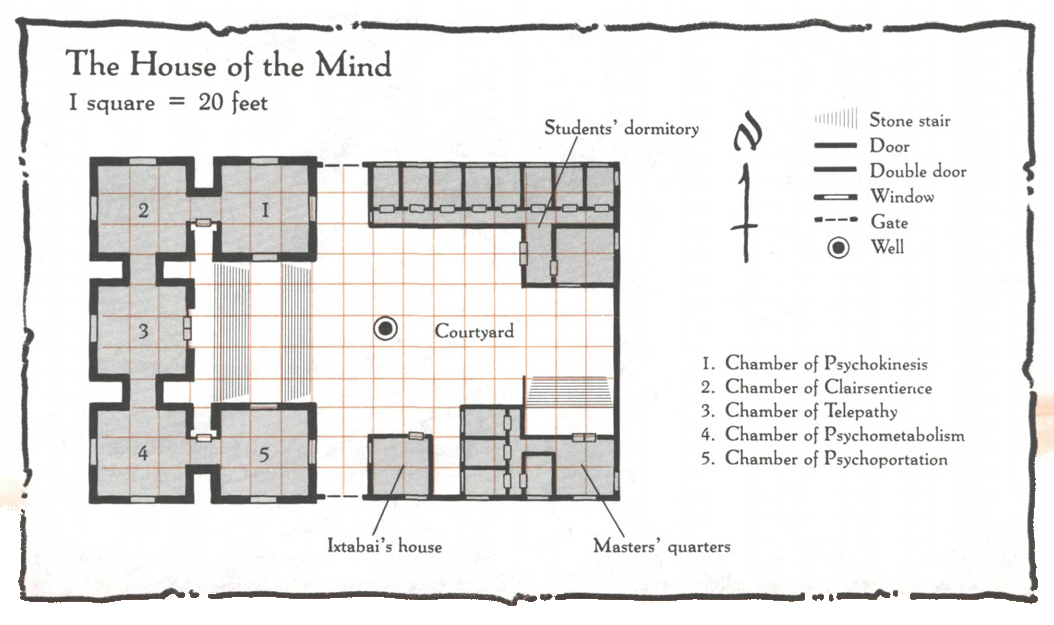 The House of the Mind
1 square = 20 feet
Students' dormitory
N
Stone stair
Door
Double door
Window
Gate
Well
2
1
3
Courtyard
4
5
1. Chamber of Psychokinesis
2. Chamber of Clairsentience
3. Chamber of Telepathy
4. Chamber of Psychometabolism
5. Chamber of Psychoportation
Ixtabai's house
Masters' quarters